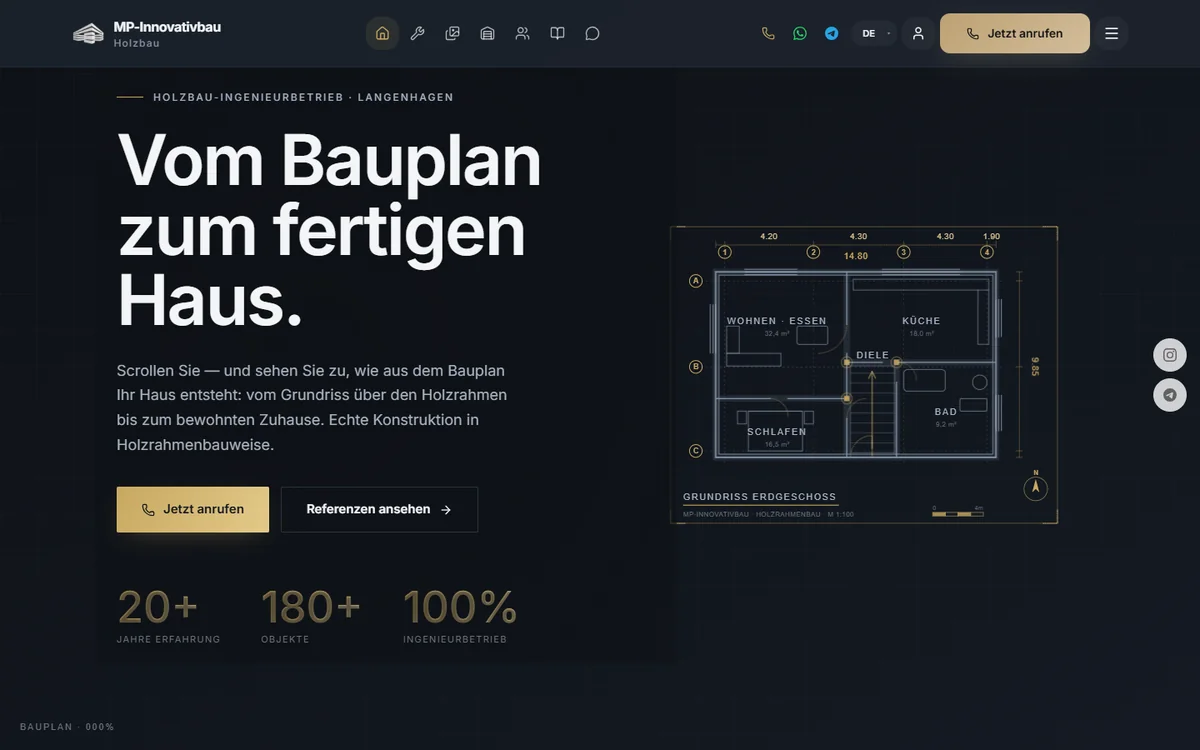 MP-Innovativbau
Holzbau
DE
Jetzt anrufen
HOLZBAU-INGENIEURBETRIEB · LANGENHAGEN
Vom Bauplan
zum fertigen
Haus.
Scrollen Sie — und sehen Sie zu, wie aus dem Bauplan
Ihr Haus entsteht: vom Grundriss über den Holzrahmen
bis zum bewohnten Zuhause. Echte Konstruktion in
Holzrahmenbauweise.
Jetzt anrufen
Referenzen ansehen →
20+ 180+ 100%
JAHRE ERFAHRUNG OBJEKTE INGENIEURBETRIEB
4.20 4.30 4.30 1.90
1 2 3 4
14.80
A
WOHNEN · ESSEN KÜCHE
32,4 m² 18,0 m²
DIELE
B
9.85
BAD
9,2 m²
SCHLAFEN
16,5 m²
C
N
GRUNDRISS ERDGESCHOSS
MP-INNOVATIVBAU · HOLZRAHMENBAU · M 1:100
0 4m
BAUPLAN · 000%